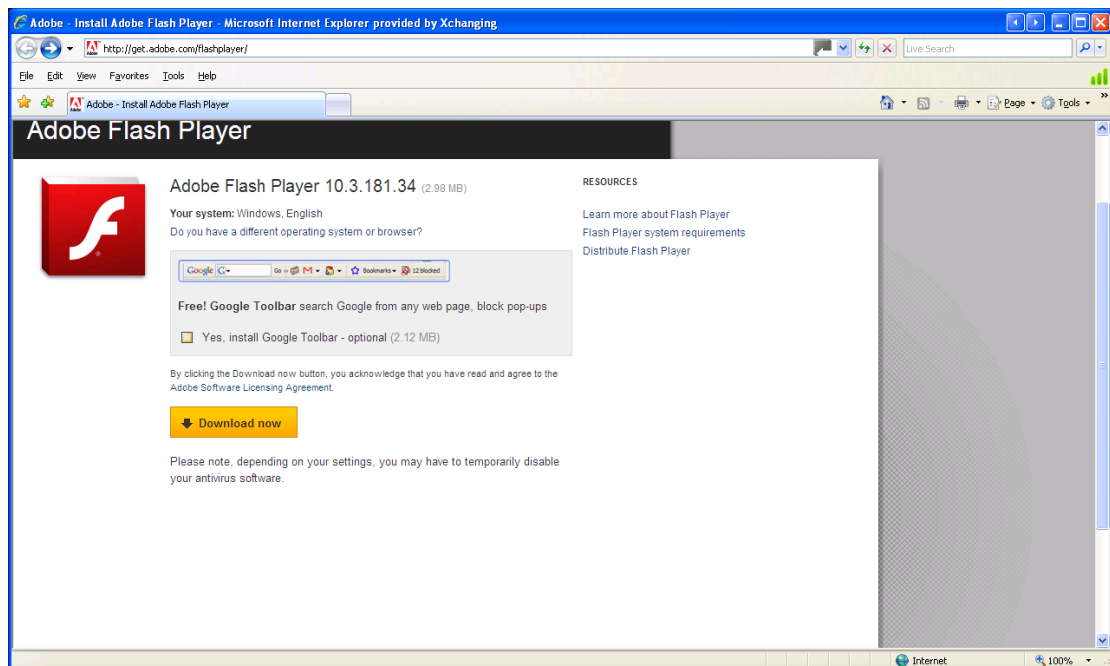 Adobe - Install Adobe Flash Player - Microsoft Internet Explorer provided by Xchanging
http://get.adobe.com/flashplayer/
Live Search
File Edit View Favorites Tools Help
Adobe - Install Adobe Flash Player
Page Tools
Adobe Flash Player
Adobe Flash Player 10.3.181.34 (2.98 MB)
Your system: Windows, English
Do you have a different operating system or browser?
Google G Go Bookmarks 12 blocked
Free! Google Toolbar search Google from any web page, block pop-ups
Yes, install Google Toolbar - optional (2.12 MB)
By clicking the Download now button, you acknowledge that you have read and agree to the
Adobe Software Licensing Agreement.
Download now
Please note, depending on your settings, you may have to temporarily disable
your antivirus software.
RESOURCES
Learn more about Flash Player
Flash Player system requirements
Distribute Flash Player
Internet 100%